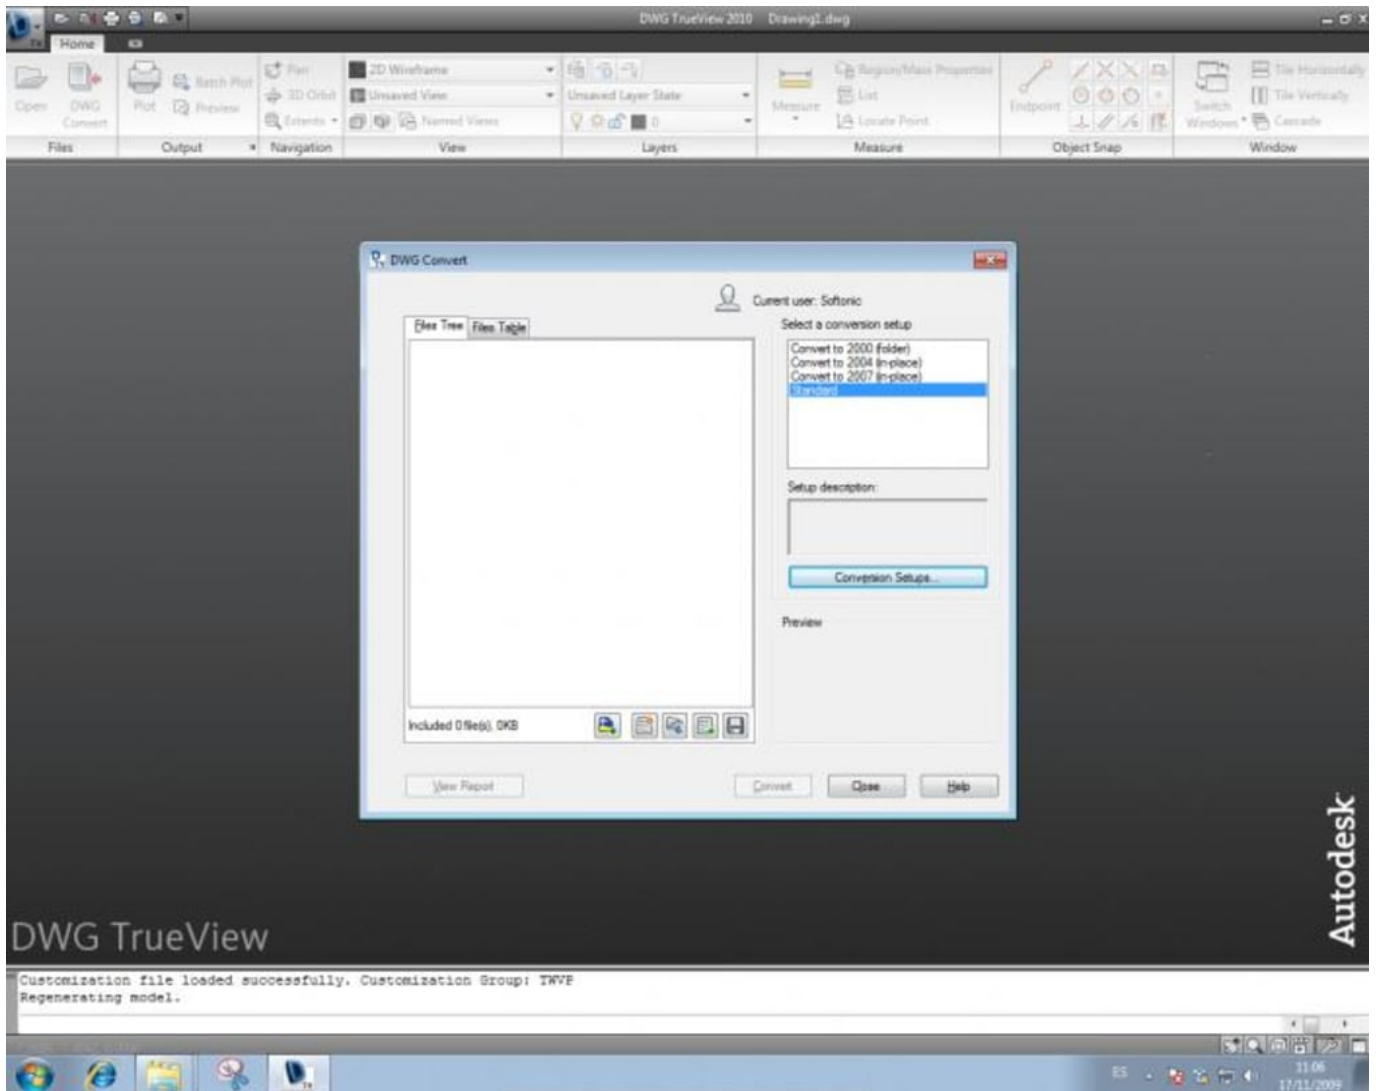 DWG TrueView 2010 Drawing1.dwg
Home
Open
DWG
Convert
Plot
Batch Plot
Preview
Pan
3D Orbit
Extents
2D Wireframe
Unsaved View
Named Views
Unsaved Layer State
0
Measure
Region/Mass Properties
List
Locate Point
Endpoint
Switch
Windows
Tile Horizontally
Tile Vertically
Cascade
Files
Output
Navigation
View
Layers
Measure
Object Snap
Window
DWG Convert
Current user: Softonic
Files Tree
Files Table
Select a conversion setup
Convert to 2000 (folder)
Convert to 2004 (in-place)
Convert to 2007 (in-place)
Standard
Setup description:
Conversion Setups...
Preview
Included 0 file(s), 0KB
View Report
Convert
Close
Help
Autodesk
DWG TrueView
Customization file loaded successfully. Customization Group: TWVP
Regenerating model.
ES
11:06
17/11/2009